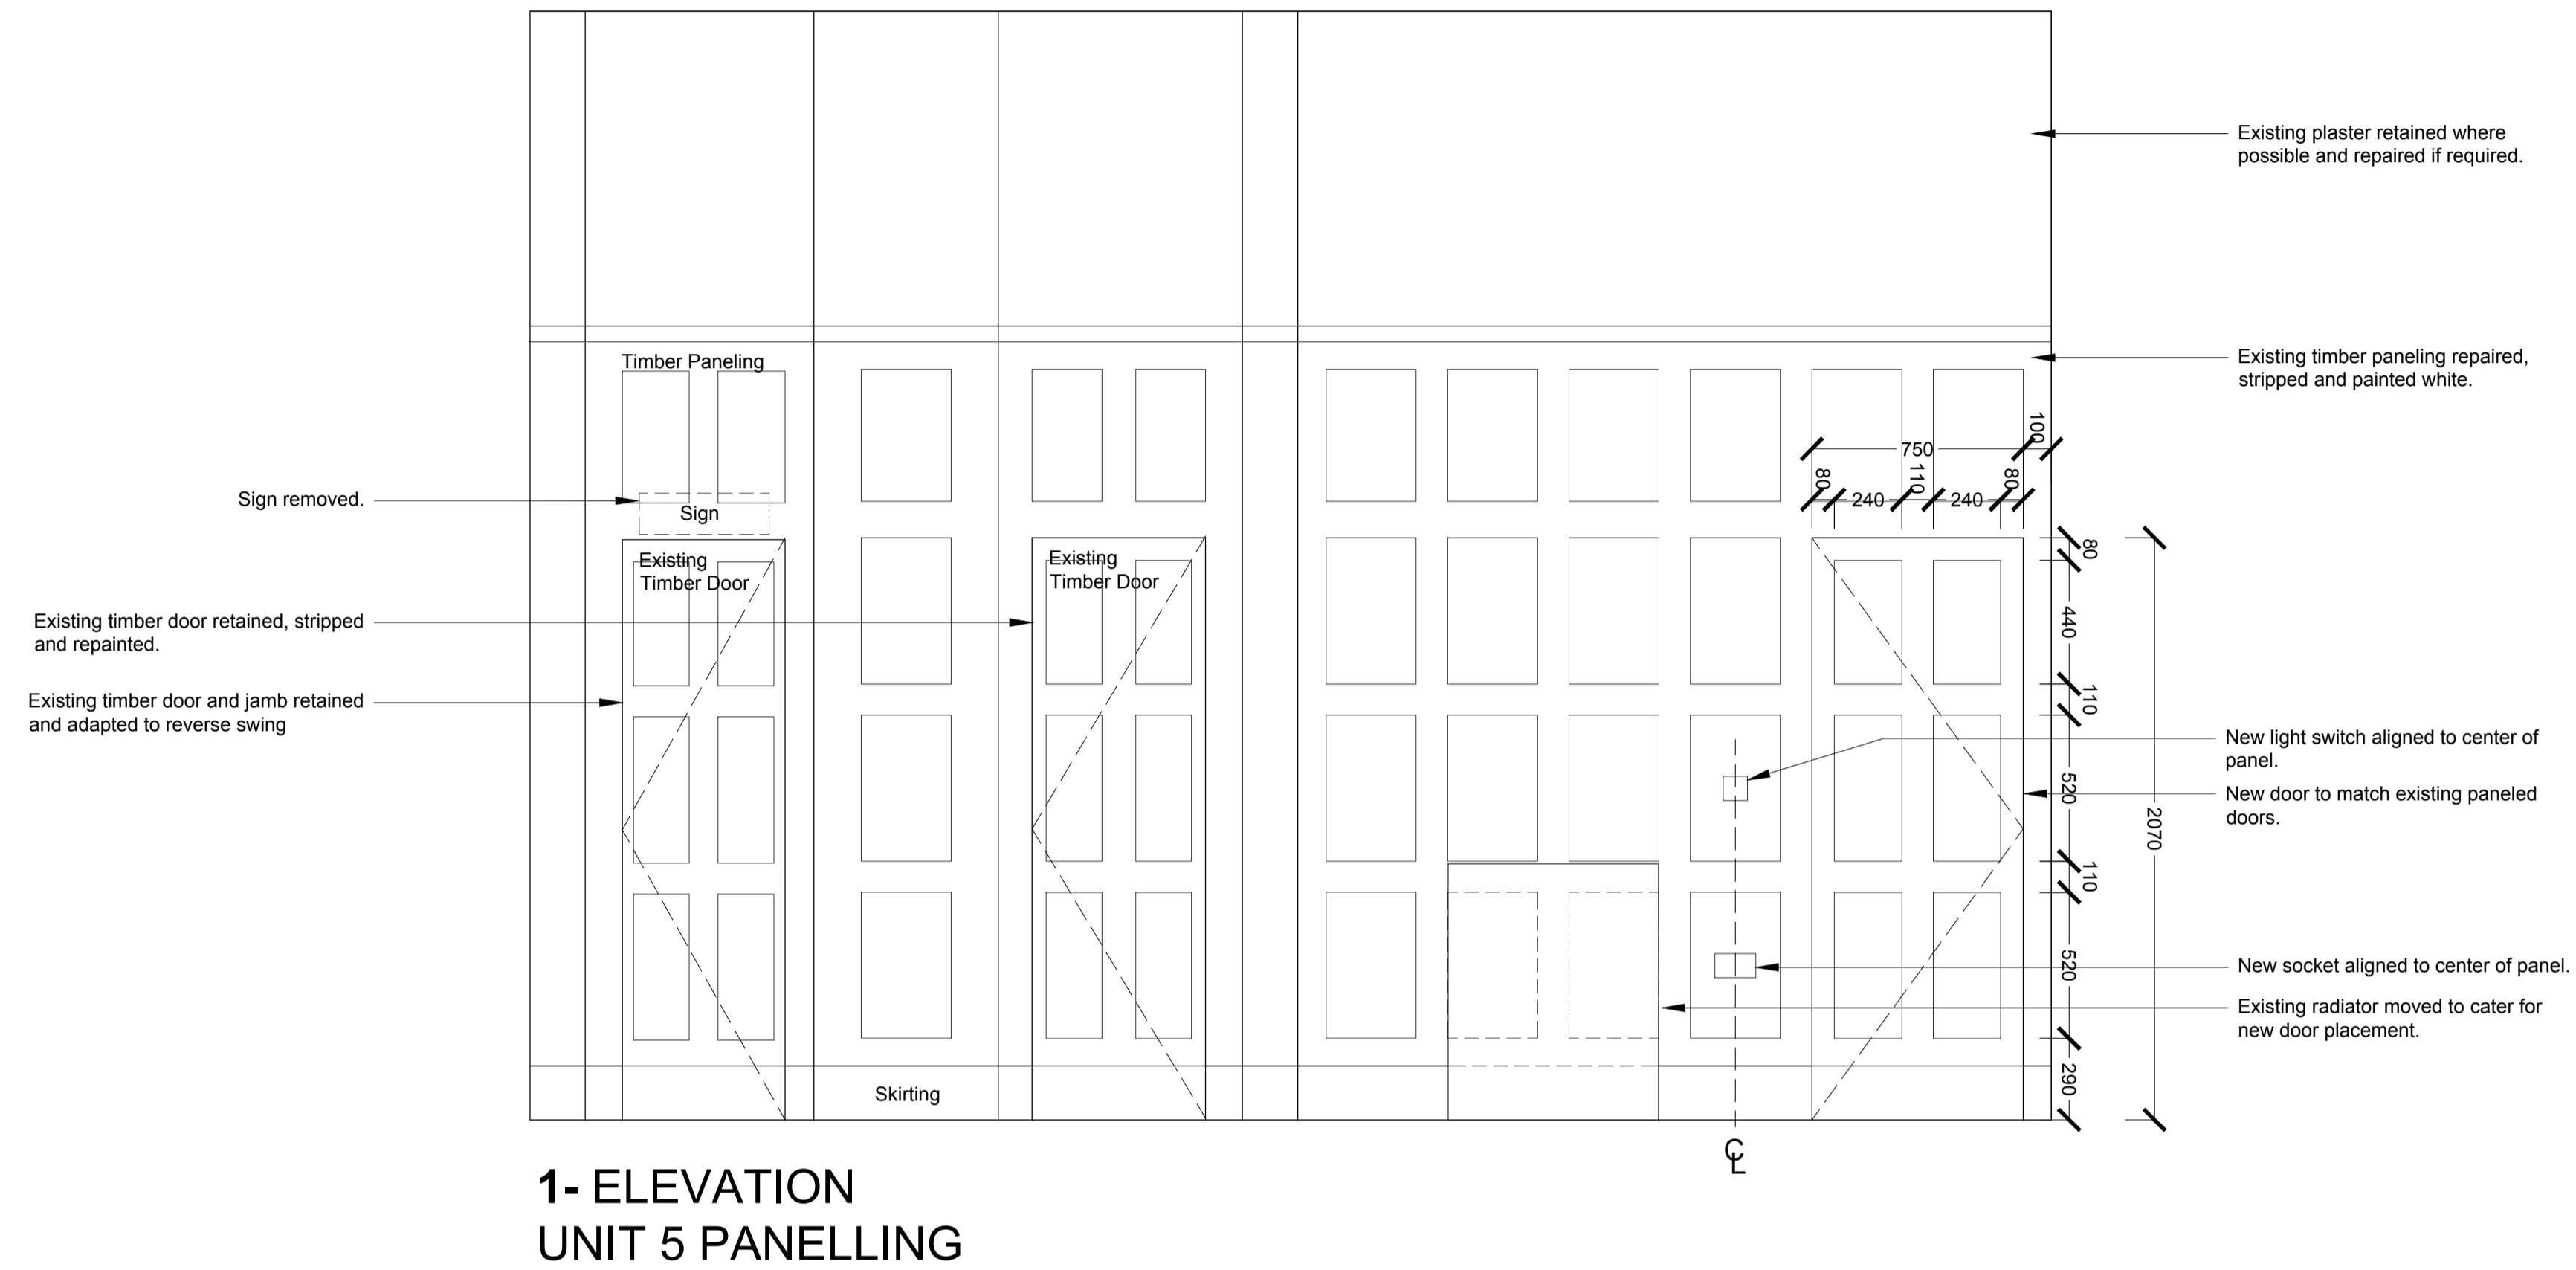 Existing plaster retained where
possible and repaired if required.
Timber Paneling
Existing timber paneling repaired,
stripped and painted white.
100
750
80
240
110
240
80
Sign removed.
Sign
Existing
Timber Door
Existing
Timber Door
80
440
110
520
110
520
290
2070
Existing timber door retained, stripped
and repainted.
Existing timber door and jamb retained
and adapted to reverse swing
New light switch aligned to center of
panel.
New door to match existing paneled
doors.
New socket aligned to center of panel.
Existing radiator moved to cater for
new door placement.
Skirting
℄
1- ELEVATION
UNIT 5 PANELLING